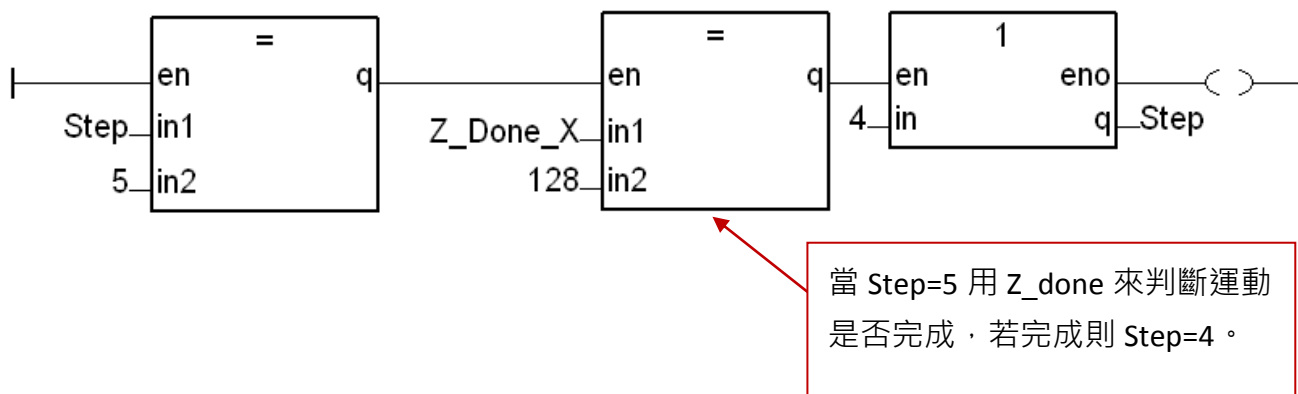 = = 1
en q en q en eno
Step in1 Z_Done_X in1 4 in q Step
5 in2 128 in2
當 Step=5 用 Z_done 來判斷運動
是否完成，若完成則 Step=4。